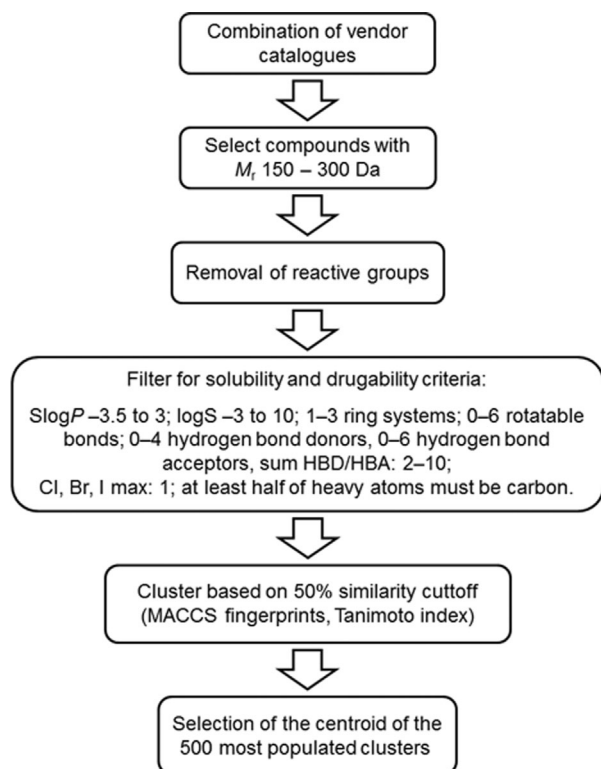 Combination of vendor
catalogues
Select compounds with
Mr 150 – 300 Da
Removal of reactive groups
Filter for solubility and drugability criteria:
SlogP –3.5 to 3; logS –3 to 10; 1–3 ring systems; 0–6 rotatable
bonds; 0–4 hydrogen bond donors, 0–6 hydrogen bond
acceptors, sum HBD/HBA: 2–10;
Cl, Br, I max: 1; at least half of heavy atoms must be carbon.
Cluster based on 50% similarity cuttoff
(MACCS fingerprints, Tanimoto index)
Selection of the centroid of the
500 most populated clusters